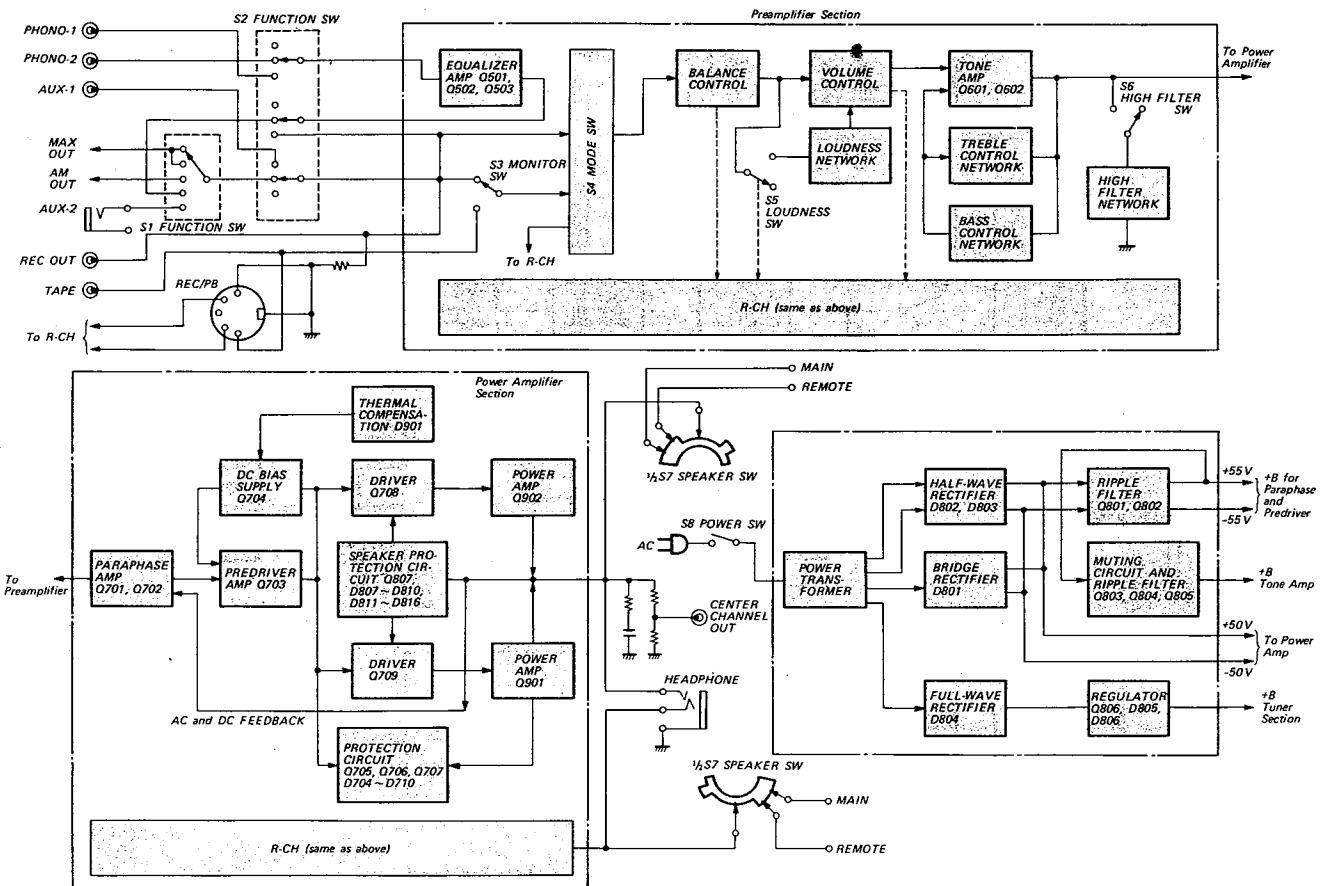 Preamplifier Section
S2 FUNCTION SW
PHONO-1
PHONO-2
AUX-1
MAX
OUT
AM
OUT
AUX-2
S1 FUNCTION SW
REC OUT
TAPE
REC/PB
To R-CH
EQUALIZER
AMP Q501,
Q502, Q503
S3 MONITOR
SW
S4 MODE SW
To R-CH
BALANCE
CONTROL
VOLUME
CONTROL
LOUDNESS
NETWORK
S5
LOUDNESS
SW
TONE
AMP
Q601, Q602
TREBLE
CONTROL
NETWORK
BASS
CONTROL
NETWORK
S6
HIGH FILTER
SW
HIGH
FILTER
NETWORK
To Power
Amplifier
R-CH (same as above)
Power Amplifier
Section
THERMAL
COMPENSA-
TION D901
DC BIAS
SUPPLY
Q704
DRIVER
Q708
POWER
AMP
Q902
To
Preamplifier
PARAPHASE
AMP
Q701, Q702
PREDRIVER
AMP Q703
SPEAKER PRO-
TECTION CIR-
CUIT Q807,
D807~D810,
D811~D816
DRIVER
Q709
POWER
AMP
Q901
AC and DC FEEDBACK
PROTECTION
CIRCUIT
Q705, Q706, Q707
D704~D710
R-CH (same as above)
MAIN
REMOTE
½S7 SPEAKER SW
S8 POWER SW
AC
CENTER
CHANNEL
OUT
HEADPHONE
½S7 SPEAKER SW
MAIN
REMOTE
POWER
TRANS-
FORMER
HALF-WAVE
RECTIFIER
D802, D803
BRIDGE
RECTIFIER
D801
FULL-WAVE
RECTIFIER
D804
RIPPLE
FILTER
Q801, Q802
MUTING
CIRCUIT AND
RIPPLE FILTER
Q803, Q804, Q805
REGULATOR
Q806, D805,
D806
+55V
-55V
+B for
Paraphase
and
Predriver
+B
Tone Amp
+50V
-50V
To Power
Amp
+B
Tuner
Section